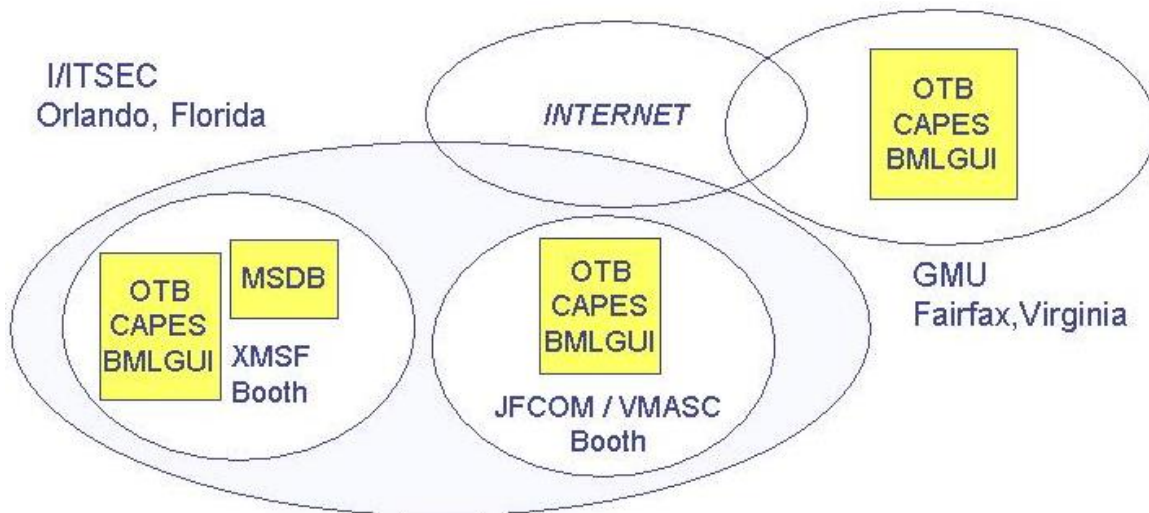 I/ITSEC
Orlando, Florida
INTERNET
OTB
CAPES
BMLGUI
GMU
Fairfax,Virginia
OTB
CAPES
BMLGUI
MSDB
XMSF
Booth
OTB
CAPES
BMLGUI
JFCOM / VMASC
Booth